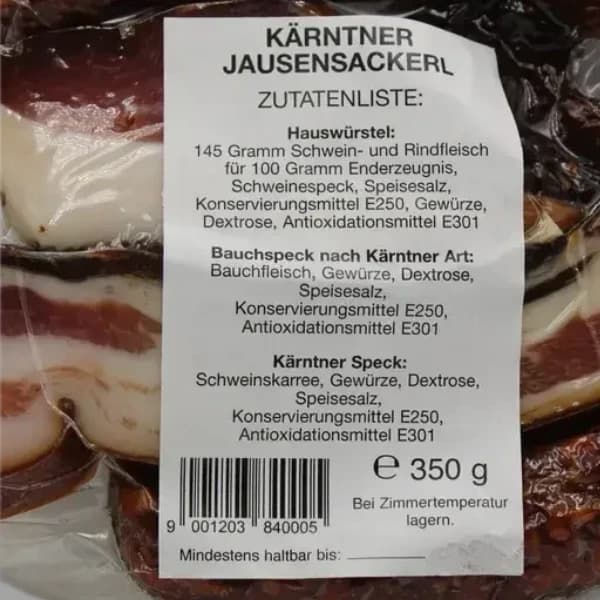 KÄRNTNER
JAUSENSACKERL
ZUTATENLISTE:
Hauswürstel:
145 Gramm Schwein- und Rindfleisch
für 100 Gramm Enderzeugnis,
Schweinespeck, Speisesalz,
Konservierungsmittel E250, Gewürze,
Dextrose, Antioxidationsmittel E301
Bauchspeck nach Kärntner Art:
Bauchfleisch, Gewürze, Dextrose,
Speisesalz,
Konservierungsmittel E250,
Antioxidationsmittel E301
Kärntner Speck:
Schweinskarree, Gewürze, Dextrose,
Speisesalz,
Konservierungsmittel E250,
Antioxidationsmittel E301
℮ 350 g
Bei Zimmertemperatur
lagern.
9 001203 840005
Mindestens haltbar bis: ________